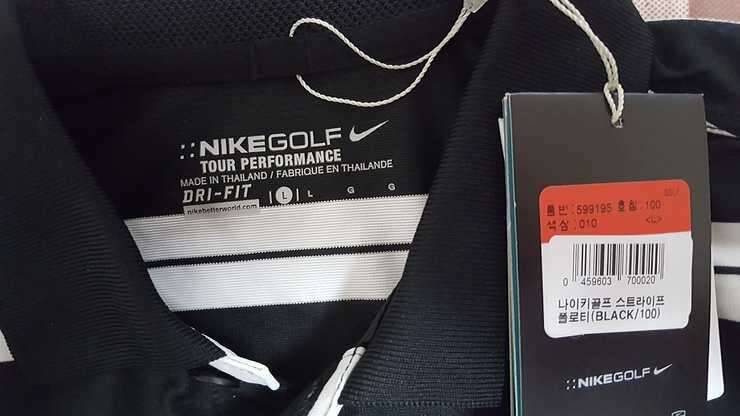 NIKEGOLF
TOUR PERFORMANCE
MADE IN THAILAND / FABRIQUE EN THAILANDE
DRI-FIT | L | L G G
nikebetterworld.com
GOLF
품번 : 599195 호칭 : 100
색상 : 010 <L>
0 459603 700020
나이키골프 스트라이프
폴로티(BLACK/100)
NIKEGOLF